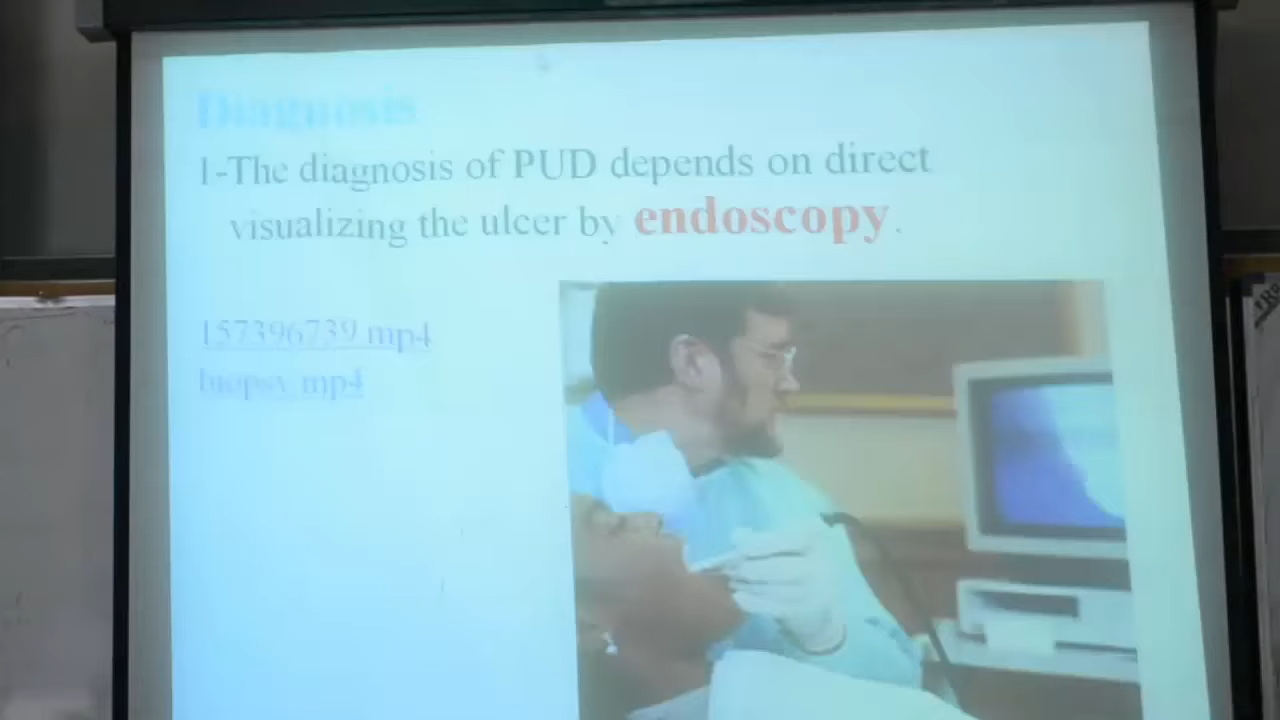 Diagnosis
1-The diagnosis of PUD depends on direct
visualizing the ulcer by endoscopy.
157396739.mp4
biopsy.mp4